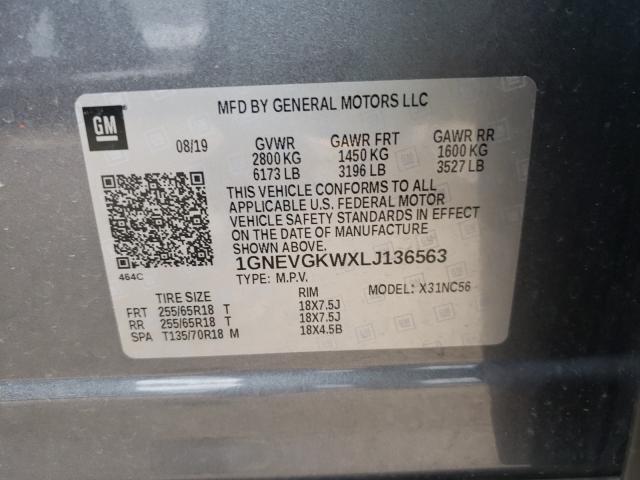 GM
MFD BY GENERAL MOTORS LLC
08/19 GVWR GAWR FRT GAWR RR
2800 KG 1450 KG 1600 KG
6173 LB 3196 LB 3527 LB
THIS VEHICLE CONFORMS TO ALL
APPLICABLE U.S. FEDERAL MOTOR
VEHICLE SAFETY STANDARDS IN EFFECT
ON THE DATE OF MANUFACTURE
SHOWN ABOVE.
464C
1GNEVGKWXLJ136563
TYPE: M.P.V. MODEL: X31NC56
TIRE SIZE RIM
FRT 255/65R18 T 18X7.5J
RR 255/65R18 T 18X7.5J
SPA T135/70R18 M 18X4.5B